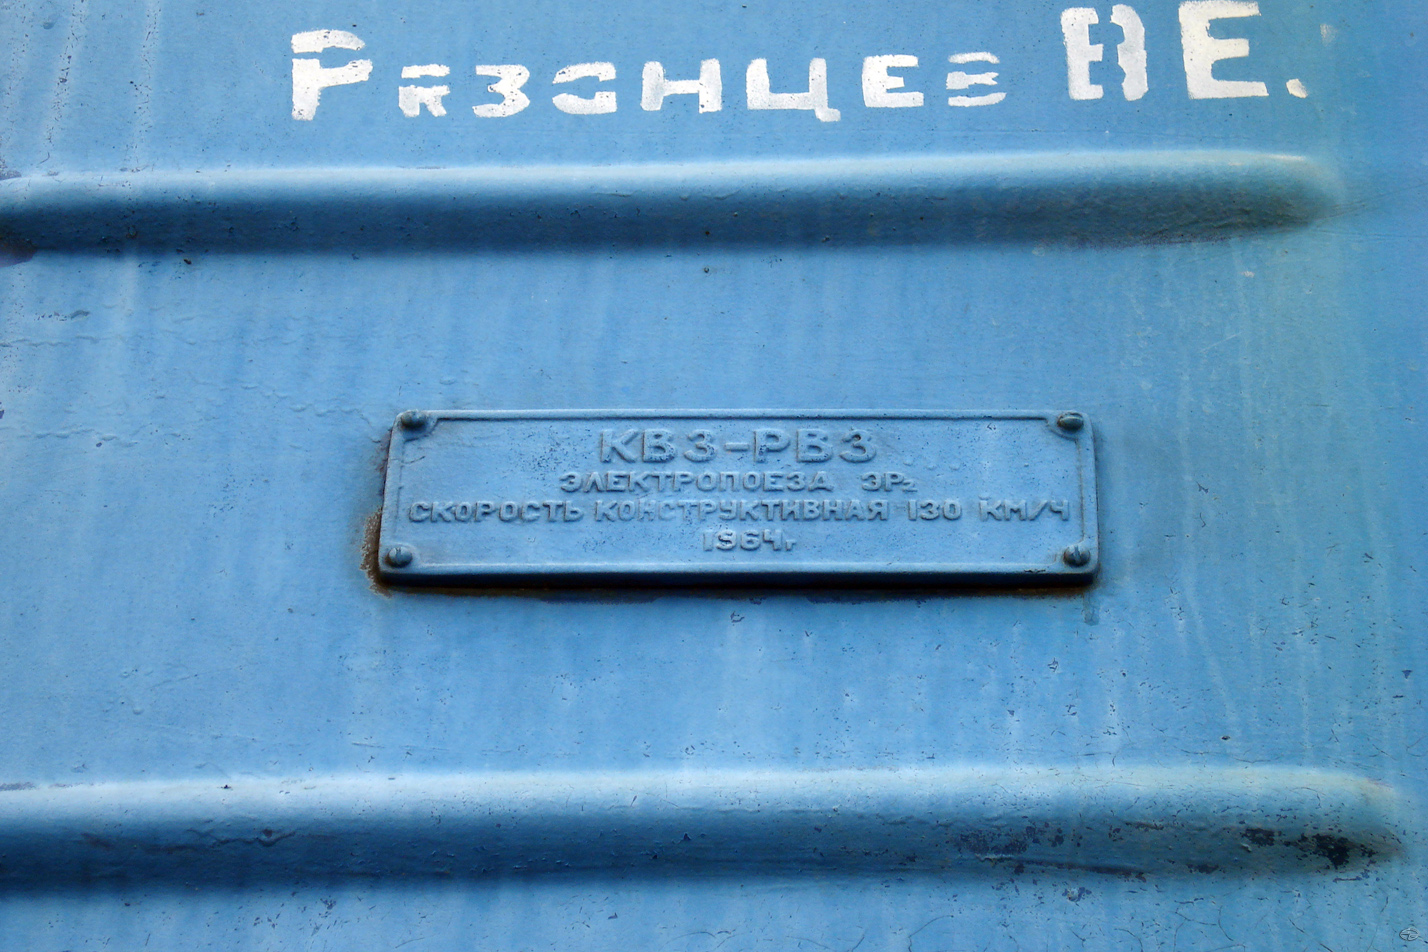 Рязанцев В Е.
КВЗ-РВЗ
ЭЛЕКТРОПОЕЗД ЭР₂
СКОРОСТЬ КОНСТРУКТИВНАЯ 130 КМ/Ч
1964г